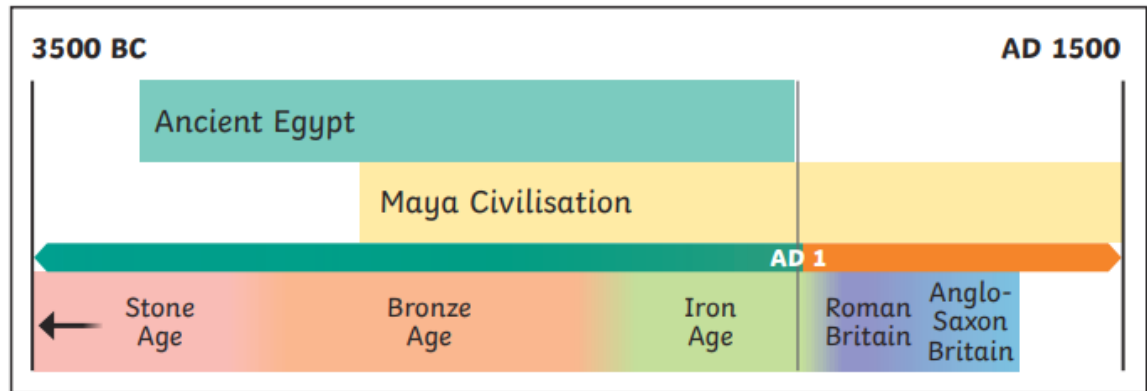 3500 BC
AD 1500
Ancient Egypt
Maya Civilisation
AD 1
Stone
Age
Bronze
Age
Iron
Age
Roman
Britain
Anglo-
Saxon
Britain